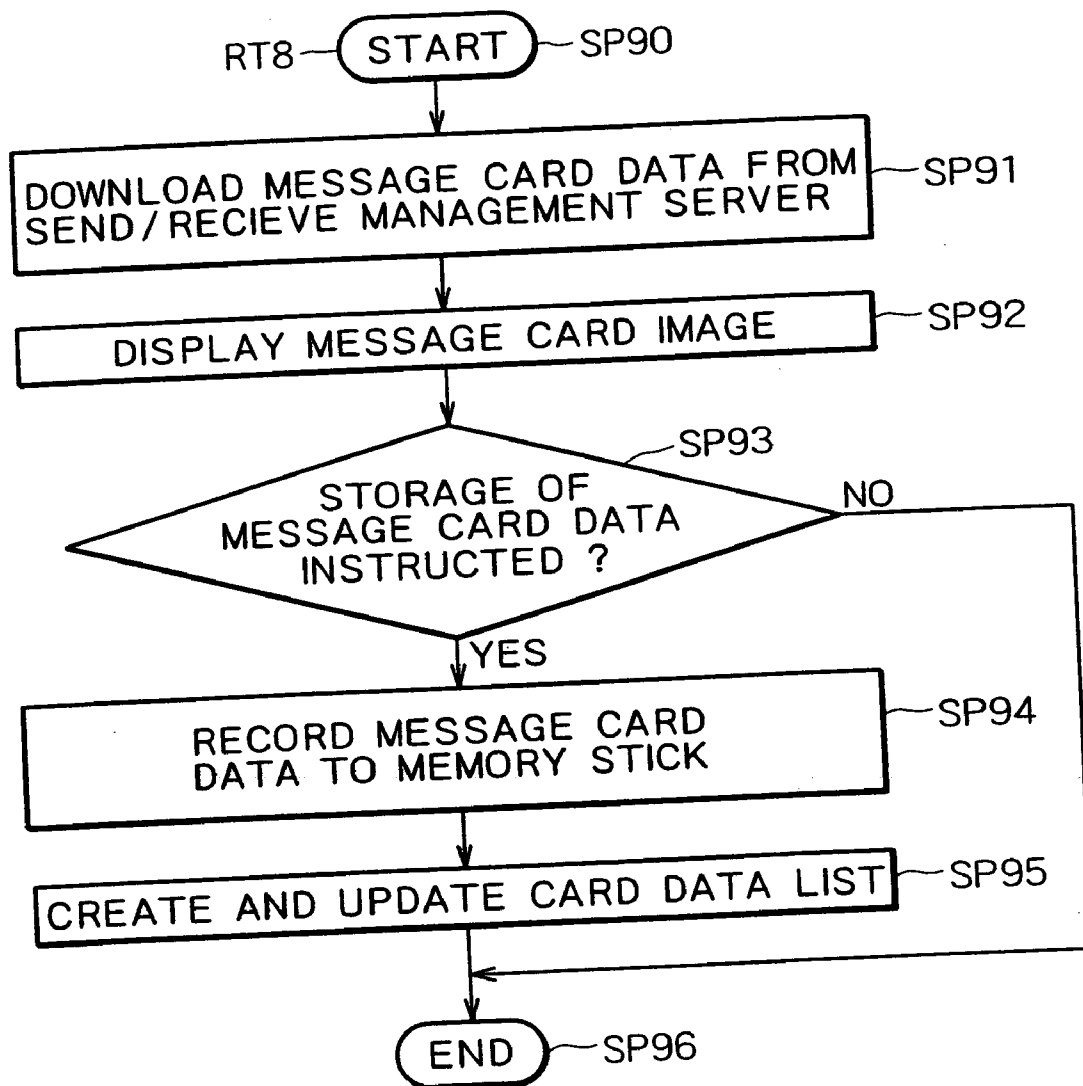 RT8
START
SP90
DOWNLOAD MESSAGE CARD DATA FROM
SEND/RECIEVE MANAGEMENT SERVER
SP91
DISPLAY MESSAGE CARD IMAGE
SP92
SP93
STORAGE OF
MESSAGE CARD DATA
INSTRUCTED ?
NO
YES
RECORD MESSAGE CARD
DATA TO MEMORY STICK
SP94
CREATE AND UPDATE CARD DATA LIST
SP95
END
SP96